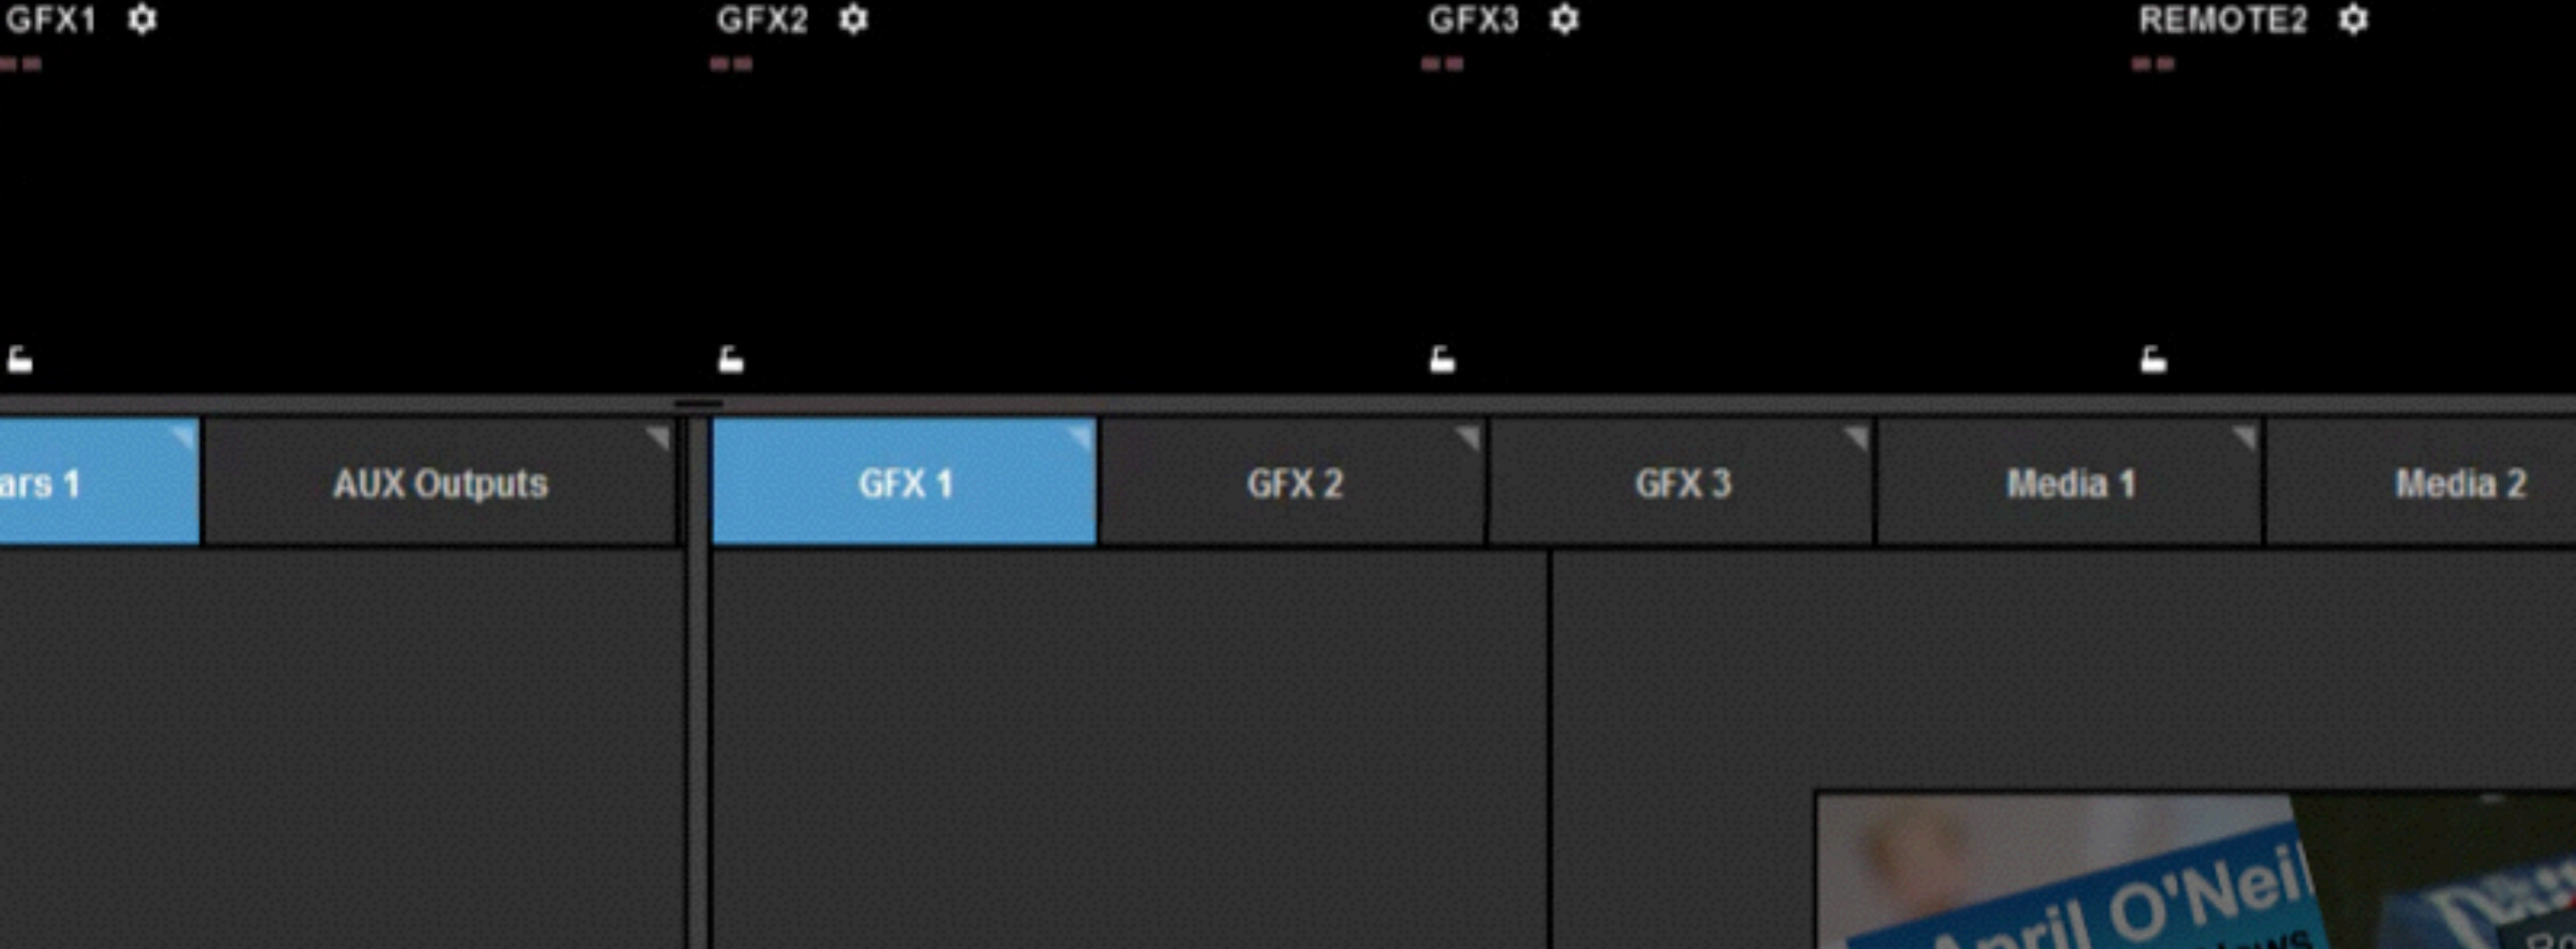 GFX1
GFX2
GFX3
REMOTE2
ars 1
AUX Outputs
GFX 1
GFX 2
GFX 3
Media 1
Media 2
April O'Neil